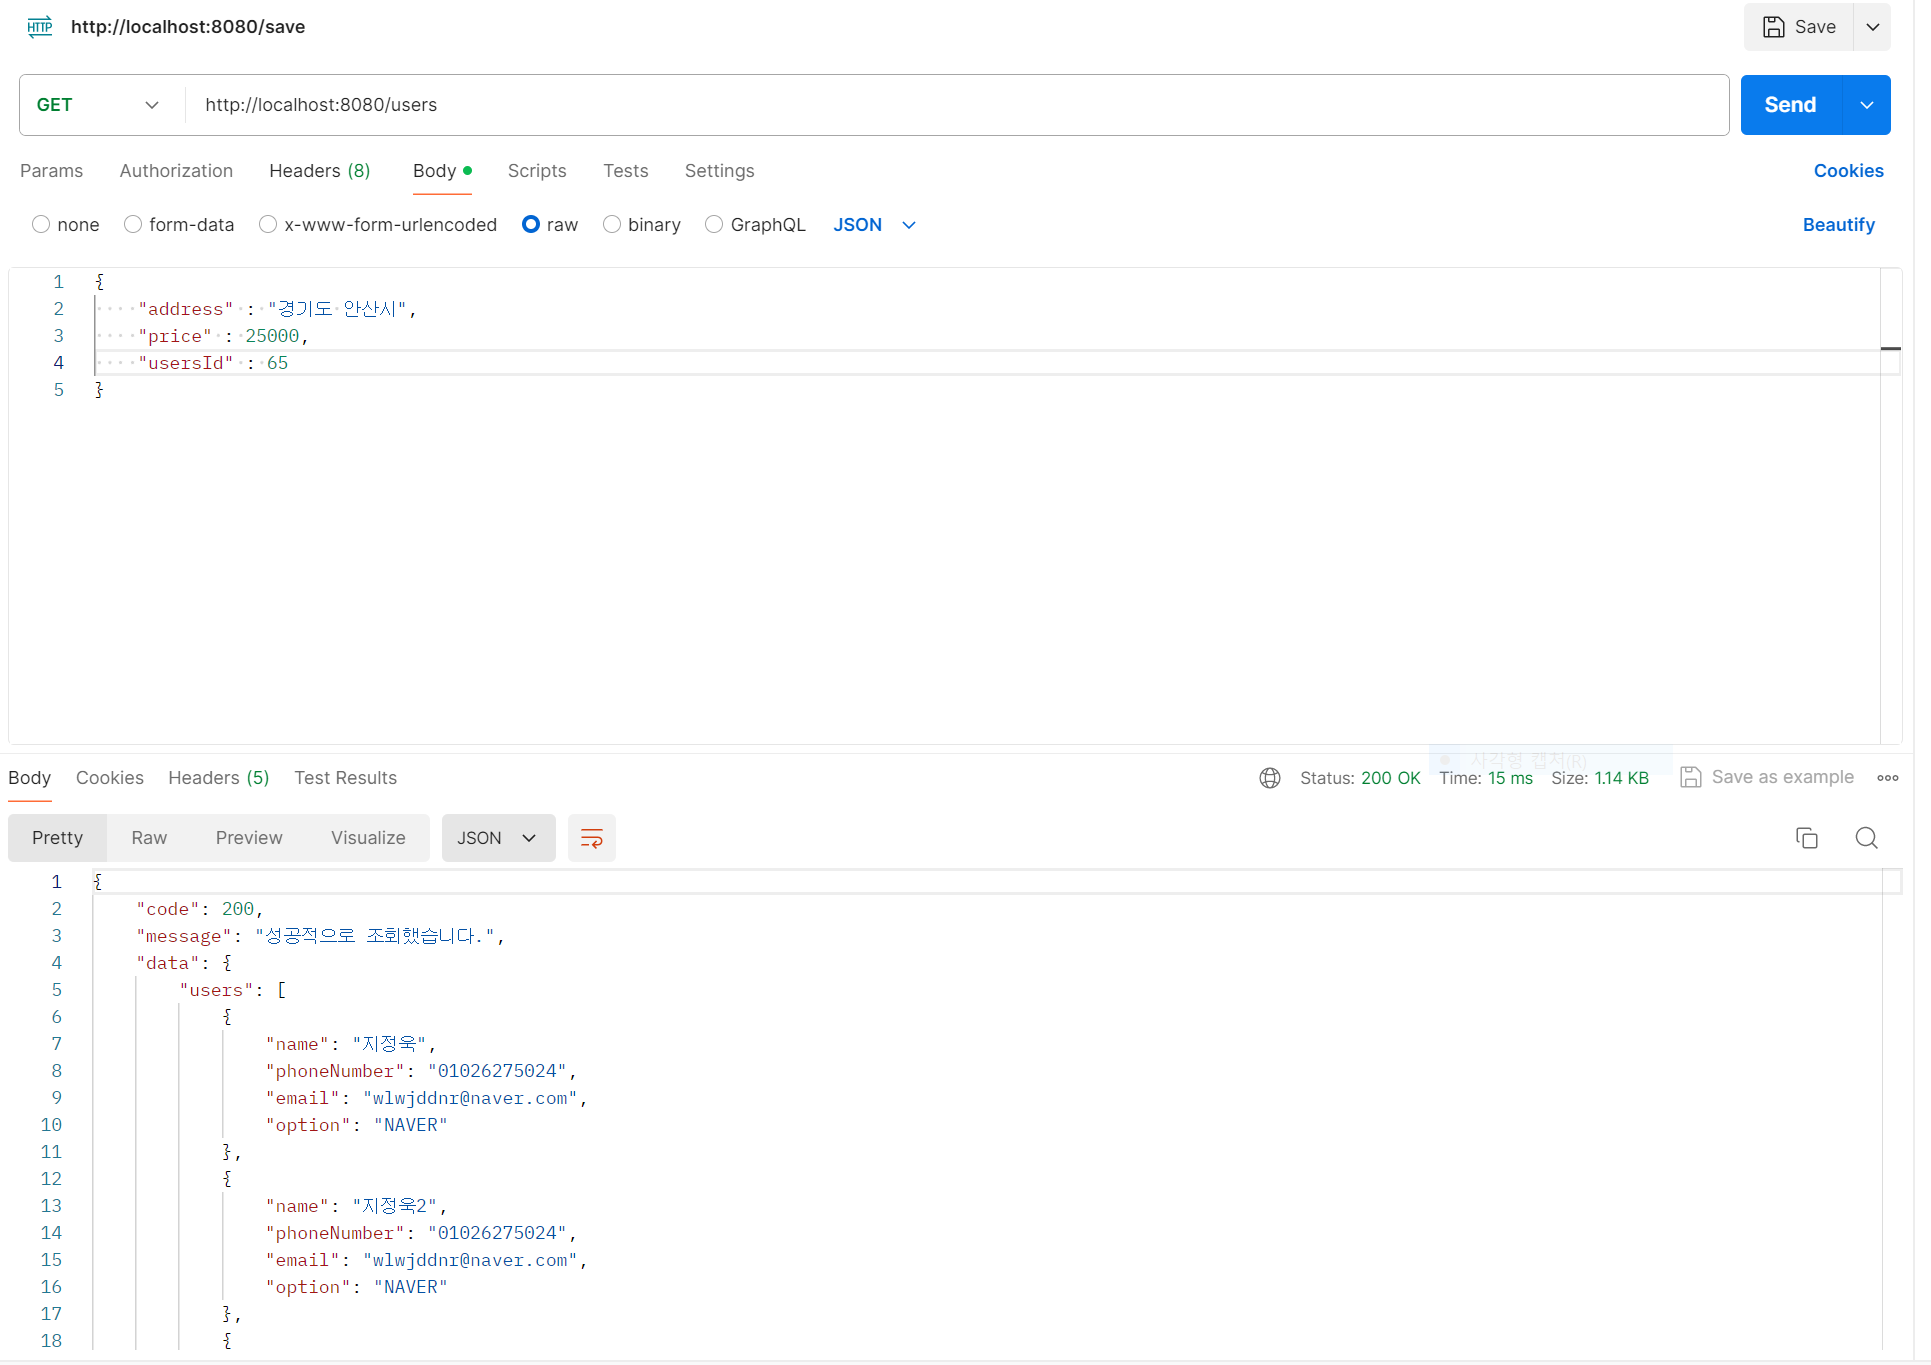 HTTP http://localhost:8080/save Save
GET http://localhost:8080/users Send
Params Authorization Headers (8) Body Scripts Tests Settings Cookies
none form-data x-www-form-urlencoded raw binary GraphQL JSON Beautify
1 {
2 "address" : "경기도 안산시",
3 "price" : 25000,
4 "usersId" : 65
5 }
사각형 캡처(R)
Body Cookies Headers (5) Test Results Status: 200 OK Time: 15 ms Size: 1.14 KB Save as example
Pretty Raw Preview Visualize JSON
1 {
2 "code": 200,
3 "message": "성공적으로 조회했습니다.",
4 "data": {
5 "users": [
6 {
7 "name": "지정욱",
8 "phoneNumber": "01026275024",
9 "email": "wlwjddnr@naver.com",
10 "option": "NAVER"
11 },
12 {
13 "name": "지정욱2",
14 "phoneNumber": "01026275024",
15 "email": "wlwjddnr@naver.com",
16 "option": "NAVER"
17 },
18 {